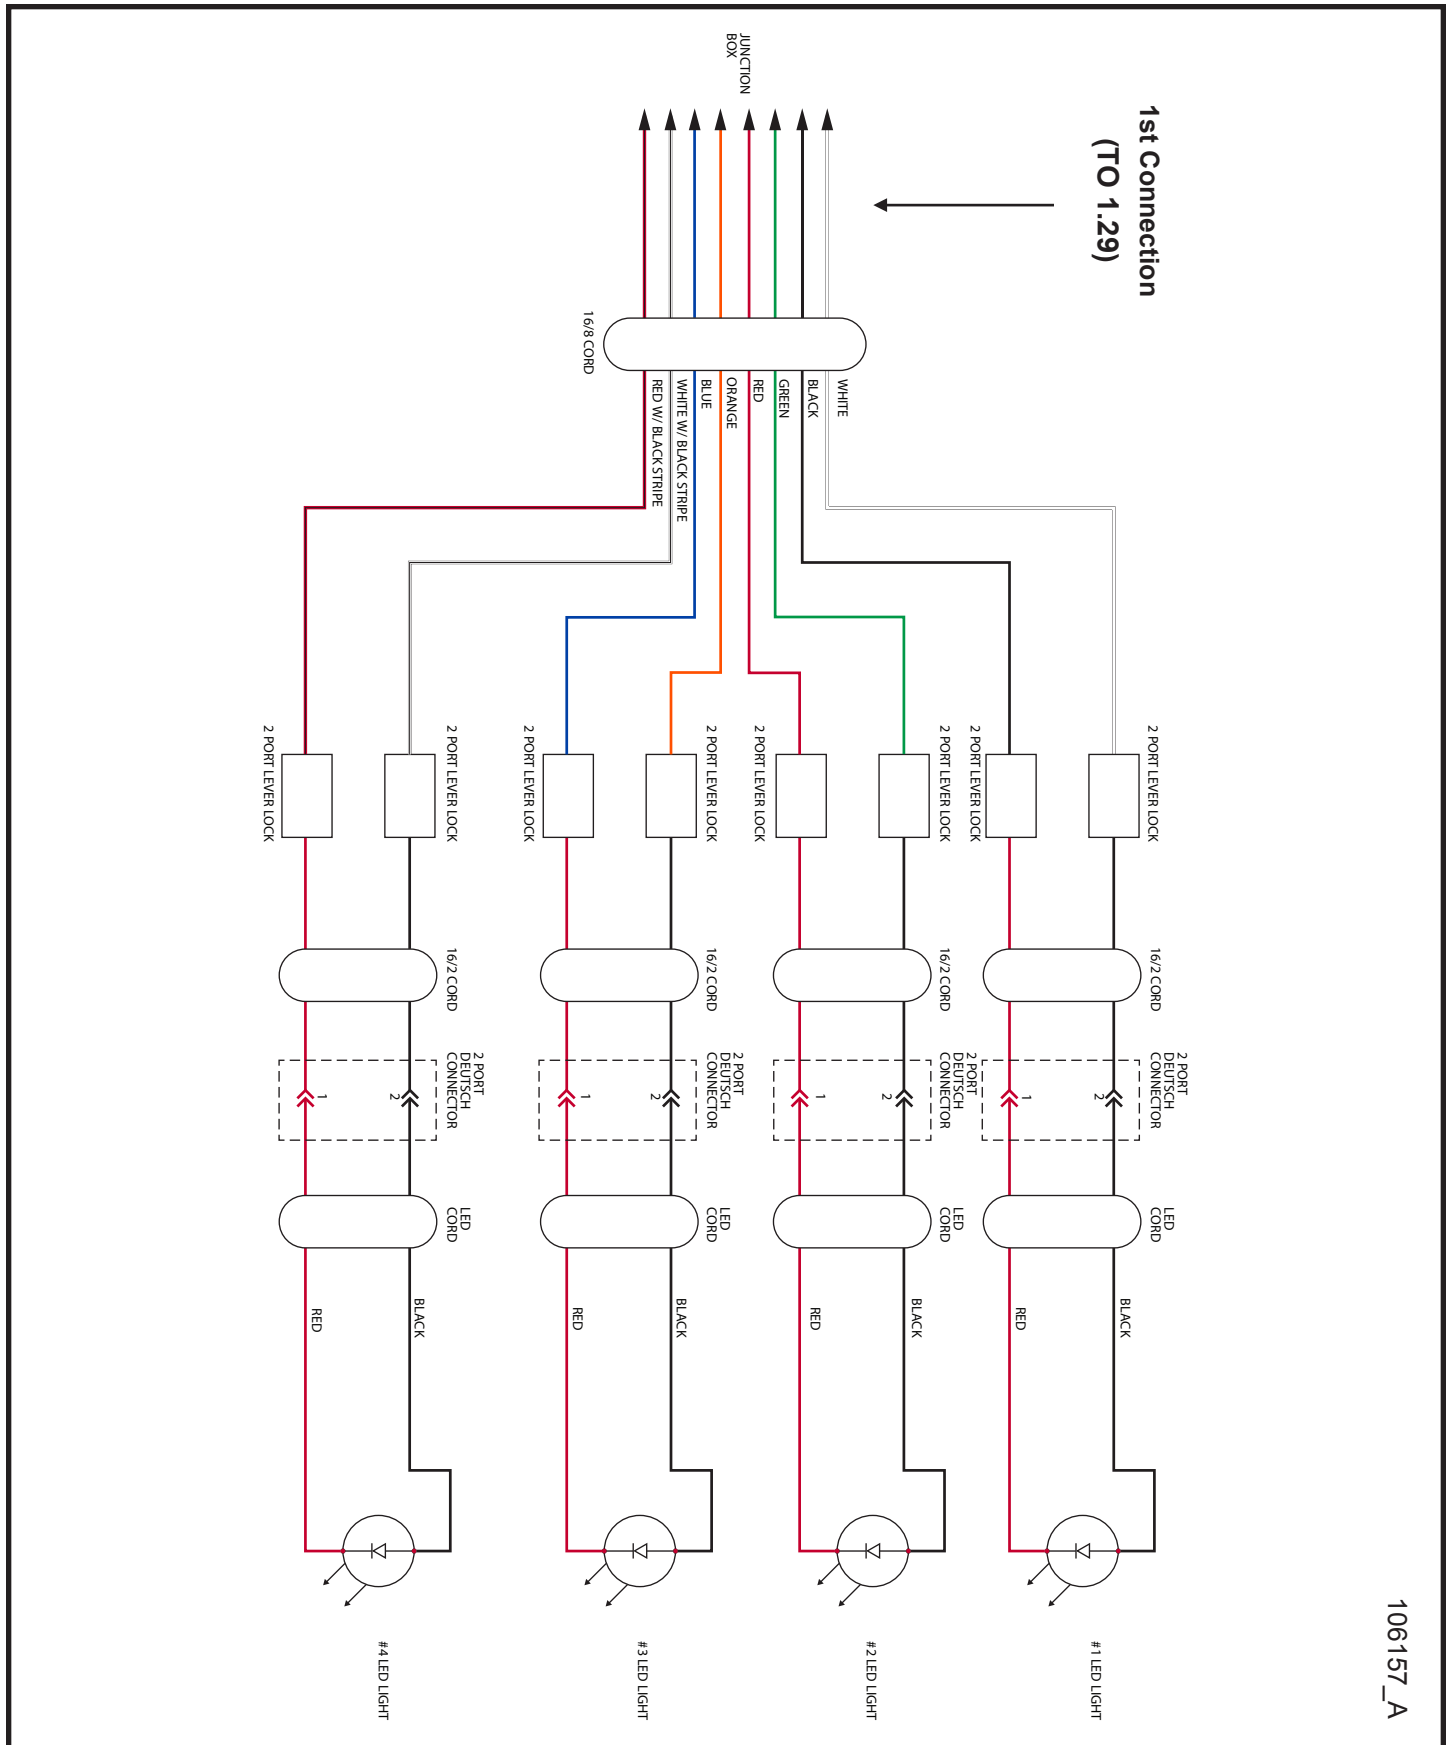 1st Connection
(TO 1.29)
JUNCTION
BOX
16/8 CORD
WHITE
BLACK
GREEN
RED
ORANGE
BLUE
WHITE W/ BLACK STRIPE
RED W/ BLACK STRIPE
2 PORT LEVER LOCK
2 PORT LEVER LOCK
2 PORT LEVER LOCK
2 PORT LEVER LOCK
2 PORT LEVER LOCK
2 PORT LEVER LOCK
2 PORT LEVER LOCK
2 PORT LEVER LOCK
16/2 CORD
16/2 CORD
16/2 CORD
16/2 CORD
2 PORT
DEUTSCH
CONNECTOR
2
1
2 PORT
DEUTSCH
CONNECTOR
2
1
2 PORT
DEUTSCH
CONNECTOR
2
1
2 PORT
DEUTSCH
CONNECTOR
2
1
LED
CORD
LED
CORD
LED
CORD
LED
CORD
BLACK
RED
BLACK
RED
BLACK
RED
BLACK
RED
#1 LED LIGHT
#2 LED LIGHT
#3 LED LIGHT
#4 LED LIGHT
106157_A